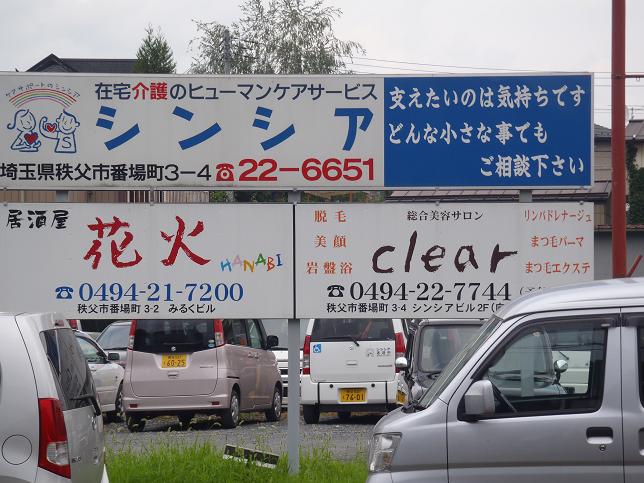 ケアサポートのシンシア
在宅介護のヒューマンケアサービス
シンシア
埼玉県秩父市番場町3-4 ☎22-6651
支えたいのは気持ちです
どんな小さな事でも
ご相談下さい
居酒屋
花火
HANABI
☎0494-21-7200
秩父市番場町3-2 みるくビル
脱毛
美顔
岩盤浴
総合美容サロン
clear
リンパドレナージュ
まつ毛パーマ
まつ毛エクステ
☎0494-22-7744
秩父市番場町3-4 シンシアビル2F
60-25
76-01